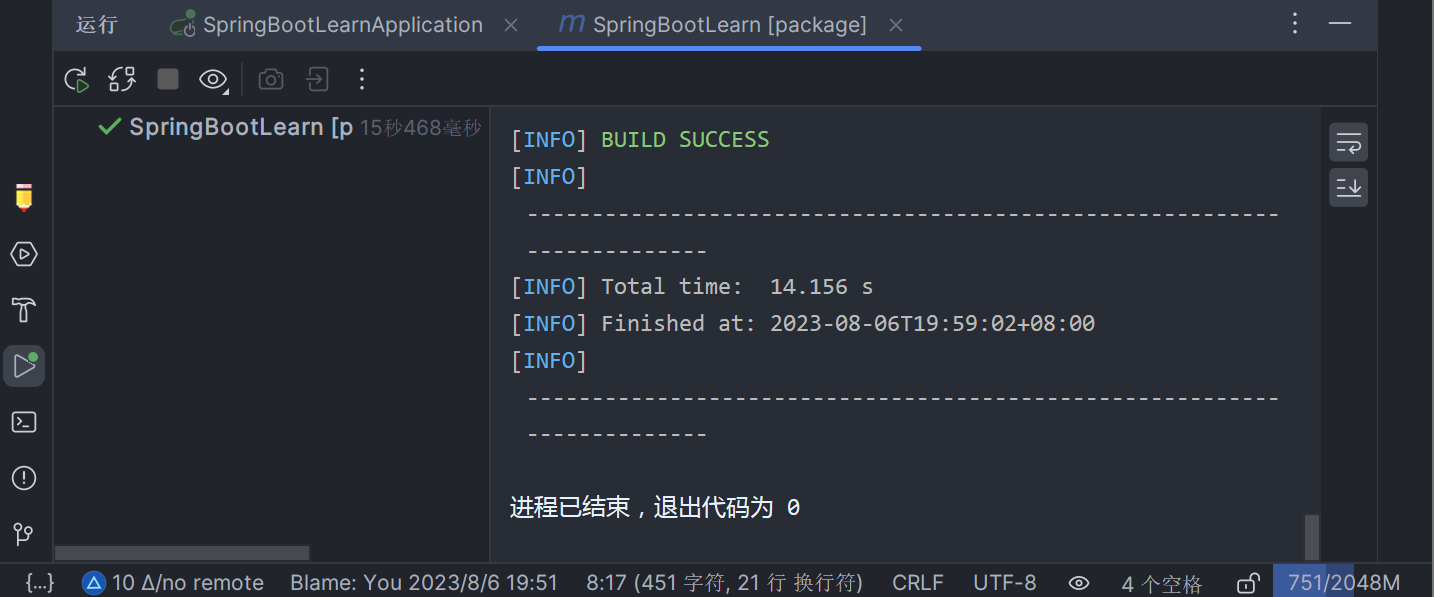 运行 SpringBootLearnApplication SpringBootLearn [package]
SpringBootLearn [p 15秒468毫秒
[INFO] BUILD SUCCESS
[INFO]
----------------------------------------------------------
--------------
[INFO] Total time:  14.156 s
[INFO] Finished at: 2023-08-06T19:59:02+08:00
[INFO]
----------------------------------------------------------
--------------
进程已结束，退出代码为 0
{...} 10 Δ/no remote Blame: You 2023/8/6 19:51 8:17 (451 字符, 21 行 换行符) CRLF UTF-8 4 个空格 751/2048M